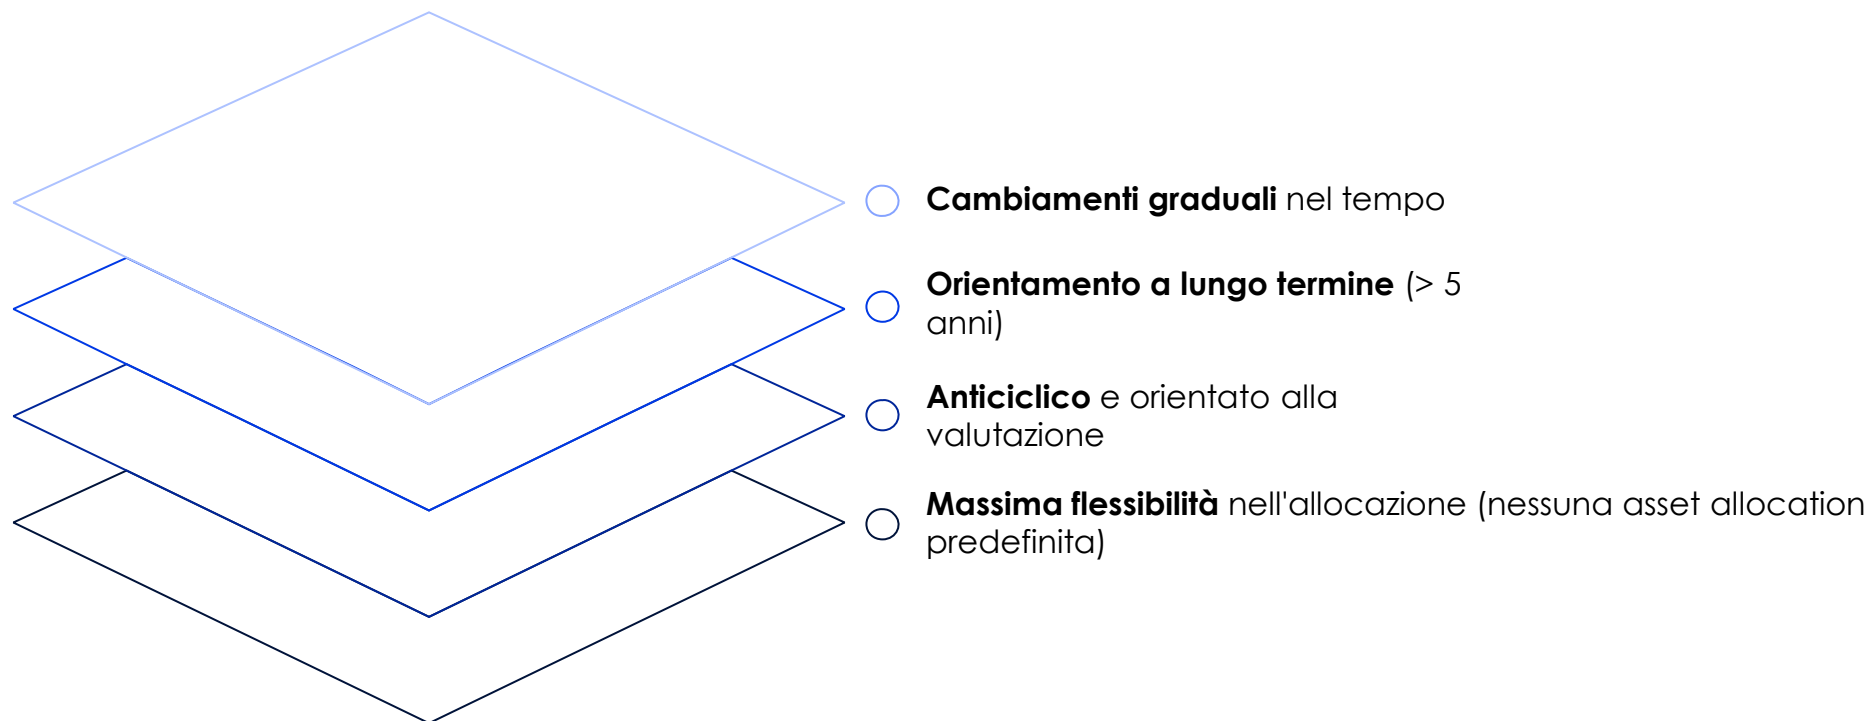 Cambiamenti graduali nel tempo
Orientamento a lungo termine (> 5
anni)
Anticiclico e orientato alla
valutazione
Massima flessibilità nell'allocazione (nessuna asset allocation
predefinita)